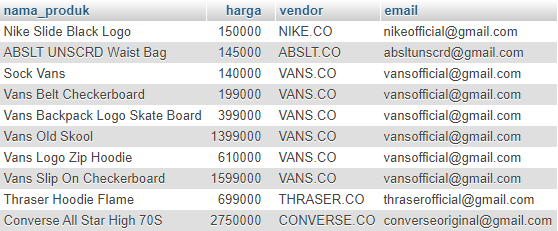 nama_produk harga vendor email
Nike Slide Black Logo 150000 NIKE.CO nikeofficial@gmail.com
ABSLT UNSCRD Waist Bag 145000 ABSLT.CO absltunscrd@gmail.com
Sock Vans 140000 VANS.CO vansofficial@gmail.com
Vans Belt Checkerboard 199000 VANS.CO vansofficial@gmail.com
Vans Backpack Logo Skate Board 399000 VANS.CO vansofficial@gmail.com
Vans Old Skool 1399000 VANS.CO vansofficial@gmail.com
Vans Logo Zip Hoodie 610000 VANS.CO vansofficial@gmail.com
Vans Slip On Checkerboard 1599000 VANS.CO vansofficial@gmail.com
Thraser Hoodie Flame 699000 THRASER.CO thraserofficial@gmail.com
Converse All Star High 70S 2750000 CONVERSE.CO converseoriginal@gmail.com